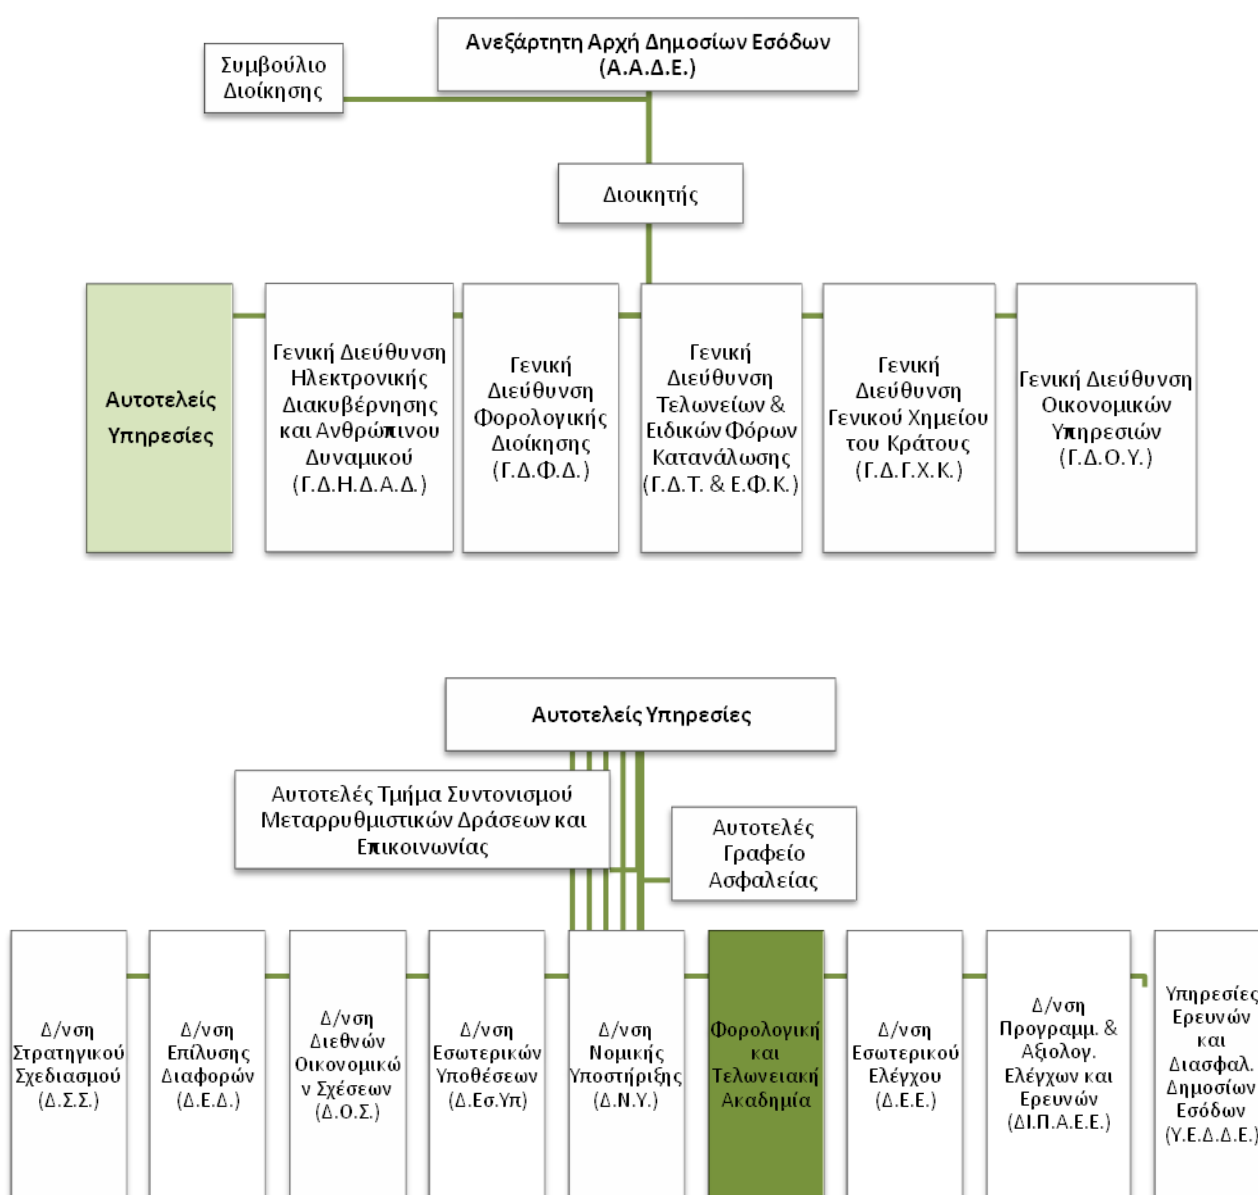 Ανεξάρτητη Αρχή Δημοσίων Εσόδων
(Α.Α.Δ.Ε.)
Συμβούλιο
Διοίκησης
Διοικητής
Αυτοτελείς
Υπηρεσίες
Γενική Διεύθυνση
Ηλεκτρονικής
Διακυβέρνησης
και Ανθρώπινου
Δυναμικού
(Γ.Δ.Η.Δ.Α.Δ.)
Γενική
Διεύθυνση
Φορολογικής
Διοίκησης
(Γ.Δ.Φ.Δ.)
Γενική
Διεύθυνση
Τελωνείων &
Ειδικών Φόρων
Κατανάλωσης
(Γ.Δ.Τ. & Ε.Φ.Κ.)
Γενική
Διεύθυνση
Γενικού Χημείου
του Κράτους
(Γ.Δ.Γ.Χ.Κ.)
Γενική Διεύθυνση
Οικονομικών
Υπηρεσιών
(Γ.Δ.Ο.Υ.)
Αυτοτελείς Υπηρεσίες
Αυτοτελές Τμήμα Συντονισμού
Μεταρρυθμιστικών Δράσεων και
Επικοινωνίας
Αυτοτελές
Γραφείο
Ασφαλείας
Δ/νση
Στρατηγικού
Σχεδιασμού
(Δ.Σ.Σ.)
Δ/νση
Επίλυσης
Διαφορών
(Δ.Ε.Δ.)
Δ/νση
Διεθνών
Οικονομικώ
ν Σχέσεων
(Δ.Ο.Σ.)
Δ/νση
Εσωτερικών
Υποθέσεων
(Δ.Εσ.Υπ)
Δ/νση
Νομικής
Υποστήριξης
(Δ.Ν.Υ.)
Φορολογική
και
Τελωνειακή
Ακαδημία
Δ/νση
Εσωτερικού
Ελέγχου
(Δ.Ε.Ε.)
Δ/νση
Προγραμμ. &
Αξιολογ.
Ελέγχων και
Ερευνών
(ΔΙ.Π.Α.Ε.Ε.)
Υπηρεσίες
Ερευνών
και
Διασφαλ.
Δημοσίων
Εσόδων
(Υ.Ε.Δ.Δ.Ε.)